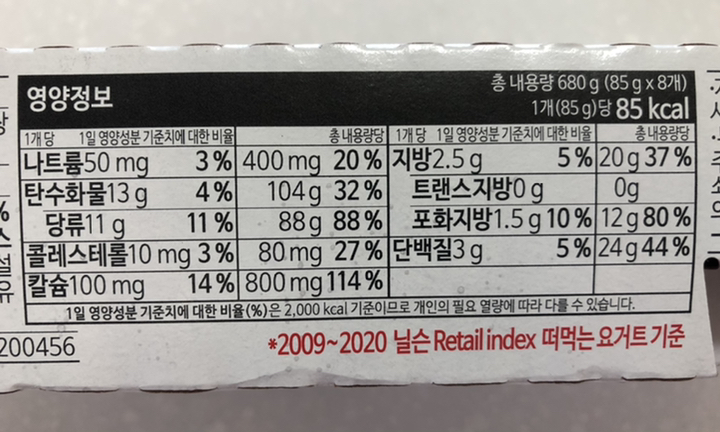 영양정보
총 내용량 680 g (85 g x 8개)
1개(85 g)당 85 kcal
1개 당 1일 영양성분 기준치에 대한 비율 총 내용량당 1개 당 1일 영양성분 기준치에 대한 비율 총 내용량당
나트륨50 mg 3% 400 mg 20% 지방2.5 g 5% 20g 37%
탄수화물13 g 4% 104 g 32% 트랜스지방0 g 0g
당류11 g 11% 88 g 88% 포화지방1.5 g 10% 12g 80%
콜레스테롤10 mg 3% 80 mg 27% 단백질3 g 5% 24 g 44%
칼슘100 mg 14% 800 mg 114%
1일 영양성분 기준치에 대한 비율(%)은 2,000 kcal 기준이므로 개인의 필요 열량에 따라 다를 수 있습니다.
200456
*2009~2020 닐슨 Retail index 떠먹는 요거트 기준